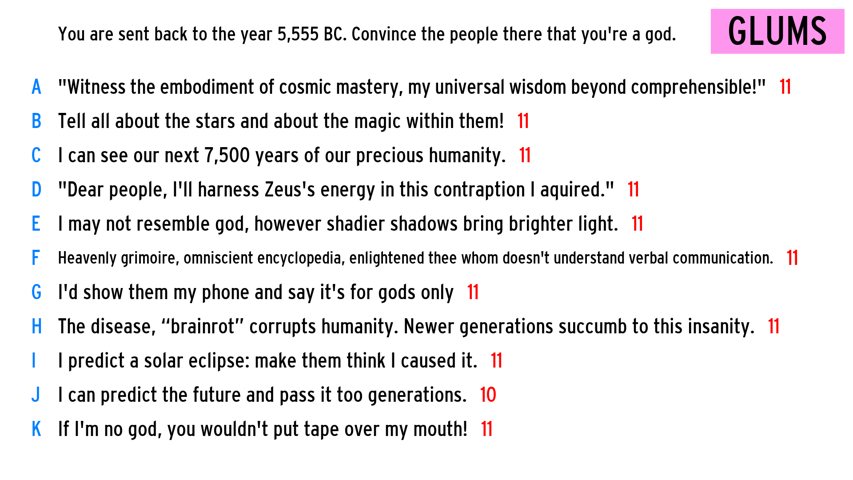 You are sent back to the year 5,555 BC. Convince the people there that you're a god.
GLUMS
A "Witness the embodiment of cosmic mastery, my universal wisdom beyond comprehensible!" 11
B Tell all about the stars and about the magic within them! 11
C I can see our next 7,500 years of our precious humanity. 11
D "Dear people, I'll harness Zeus's energy in this contraption I aquired." 11
E I may not resemble god, however shadier shadows bring brighter light. 11
F Heavenly grimoire, omniscient encyclopedia, enlightened thee whom doesn't understand verbal communication. 11
G I'd show them my phone and say it's for gods only 11
H The disease, “brainrot” corrupts humanity. Newer generations succumb to this insanity. 11
I I predict a solar eclipse: make them think I caused it. 11
J I can predict the future and pass it too generations. 10
K If I'm no god, you wouldn't put tape over my mouth! 11